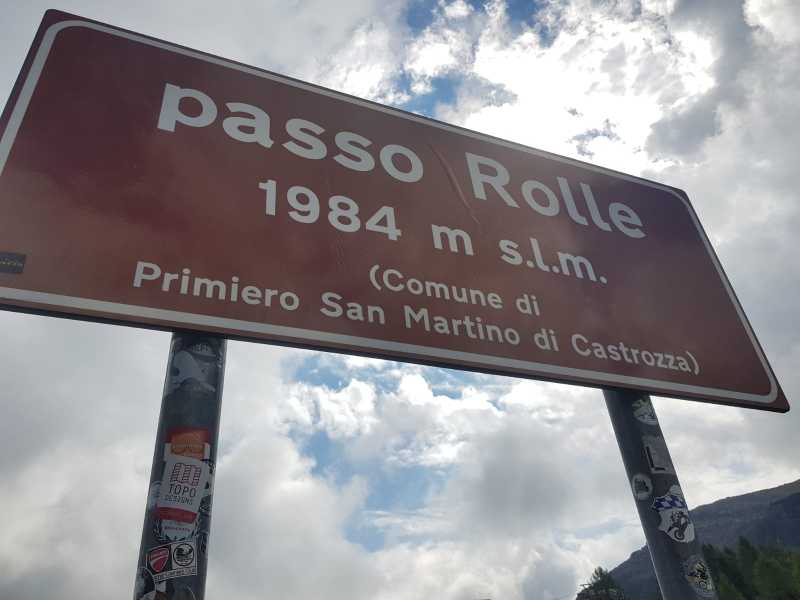 passo Rolle
1984 m s.l.m.
(Comune di
Primiero San Martino di Castrozza)
TOPO
DESIGNS